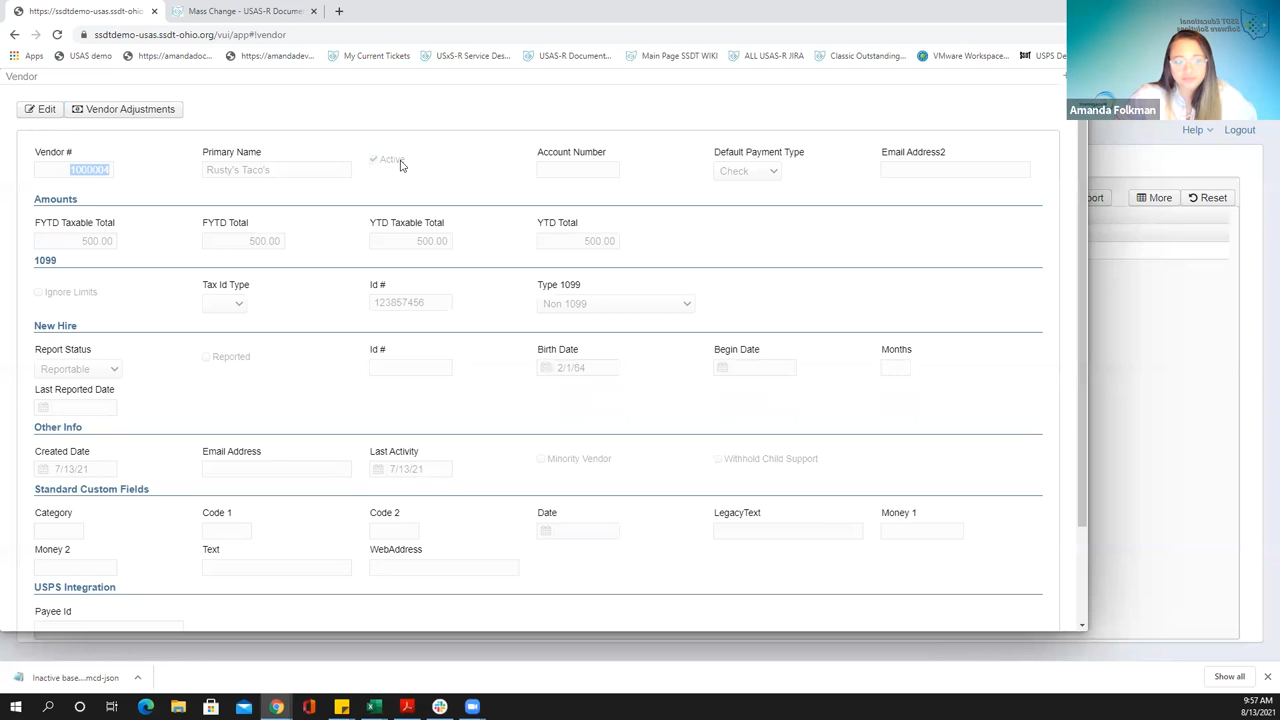 https://ssdtdemo-usas.ssdt-ohio
Mass Change - USAS-R Docume
ssdtdemo-usas.ssdt-ohio.org/vui/app#!vendor
Apps
USAS demo
https://amandadoc...
https://amandadev...
My Current Tickets
USxS-R Service Des...
USAS-R Document...
Main Page SSDT WIKI
ALL USAS-R JIRA
Classic Outstanding...
VMware Workspace...
USPS De
SSDT Educational
Software Solutions
Amanda Folkman
Vendor
Edit
Vendor Adjustments
Help
Logout
Vendor #
Primary Name
Active
Account Number
Default Payment Type
Email Address2
1000004
Rusty's Taco's
Check
ort
More
Reset
Amounts
FYTD Taxable Total
FYTD Total
YTD Taxable Total
YTD Total
500.00
500.00
500.00
500.00
1099
Ignore Limits
Tax Id Type
Id #
Type 1099
123857456
Non 1099
New Hire
Report Status
Reported
Id #
Birth Date
Begin Date
Months
Reportable
2/1/64
Last Reported Date
Other Info
Created Date
Email Address
Last Activity
Minority Vendor
Withhold Child Support
7/13/21
7/13/21
Standard Custom Fields
Category
Code 1
Code 2
Date
LegacyText
Money 1
Money 2
Text
WebAddress
USPS Integration
Payee Id
Inactive base....mcd-json
Show all
9:57 AM
8/13/2021